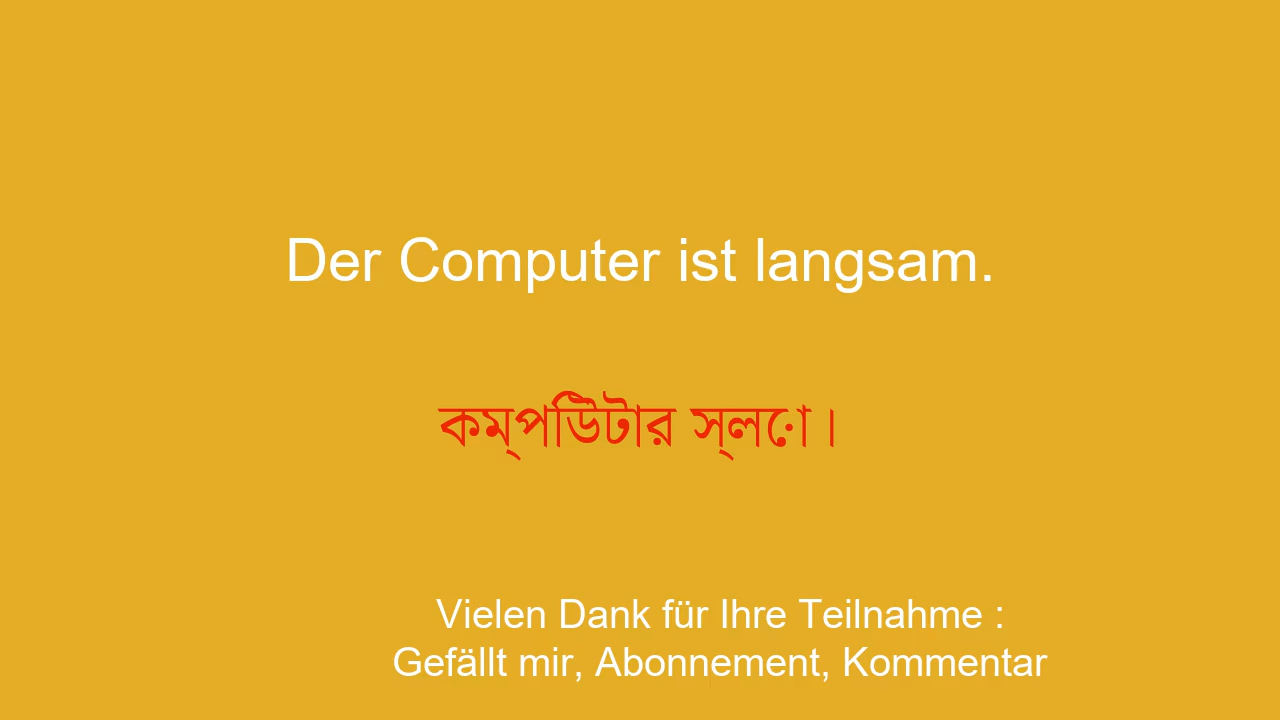 Der Computer ist langsam.
কম্পিউটার স্লো।
Vielen Dank für Ihre Teilnahme :
Gefällt mir, Abonnement, Kommentar